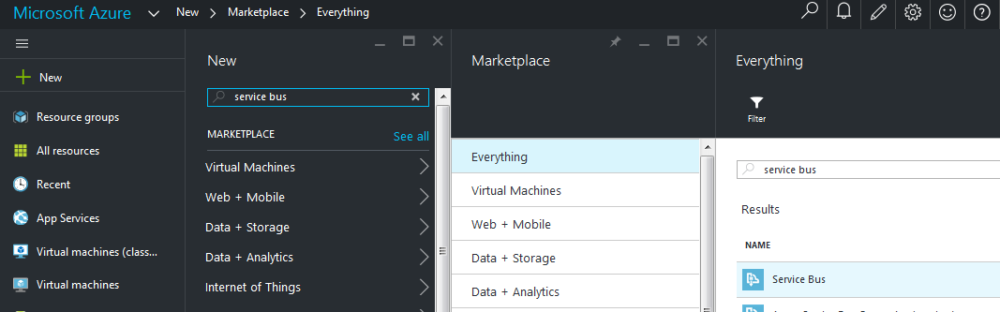 Microsoft Azure New > Marketplace > Everything
New
Resource groups
All resources
Recent
App Services
Virtual machines (class...
Virtual machines
New
service bus
MARKETPLACE See all
Virtual Machines
Web + Mobile
Data + Storage
Data + Analytics
Internet of Things
Marketplace
Everything
Virtual Machines
Web + Mobile
Data + Storage
Data + Analytics
Everything
Filter
service bus
Results
NAME
Service Bus